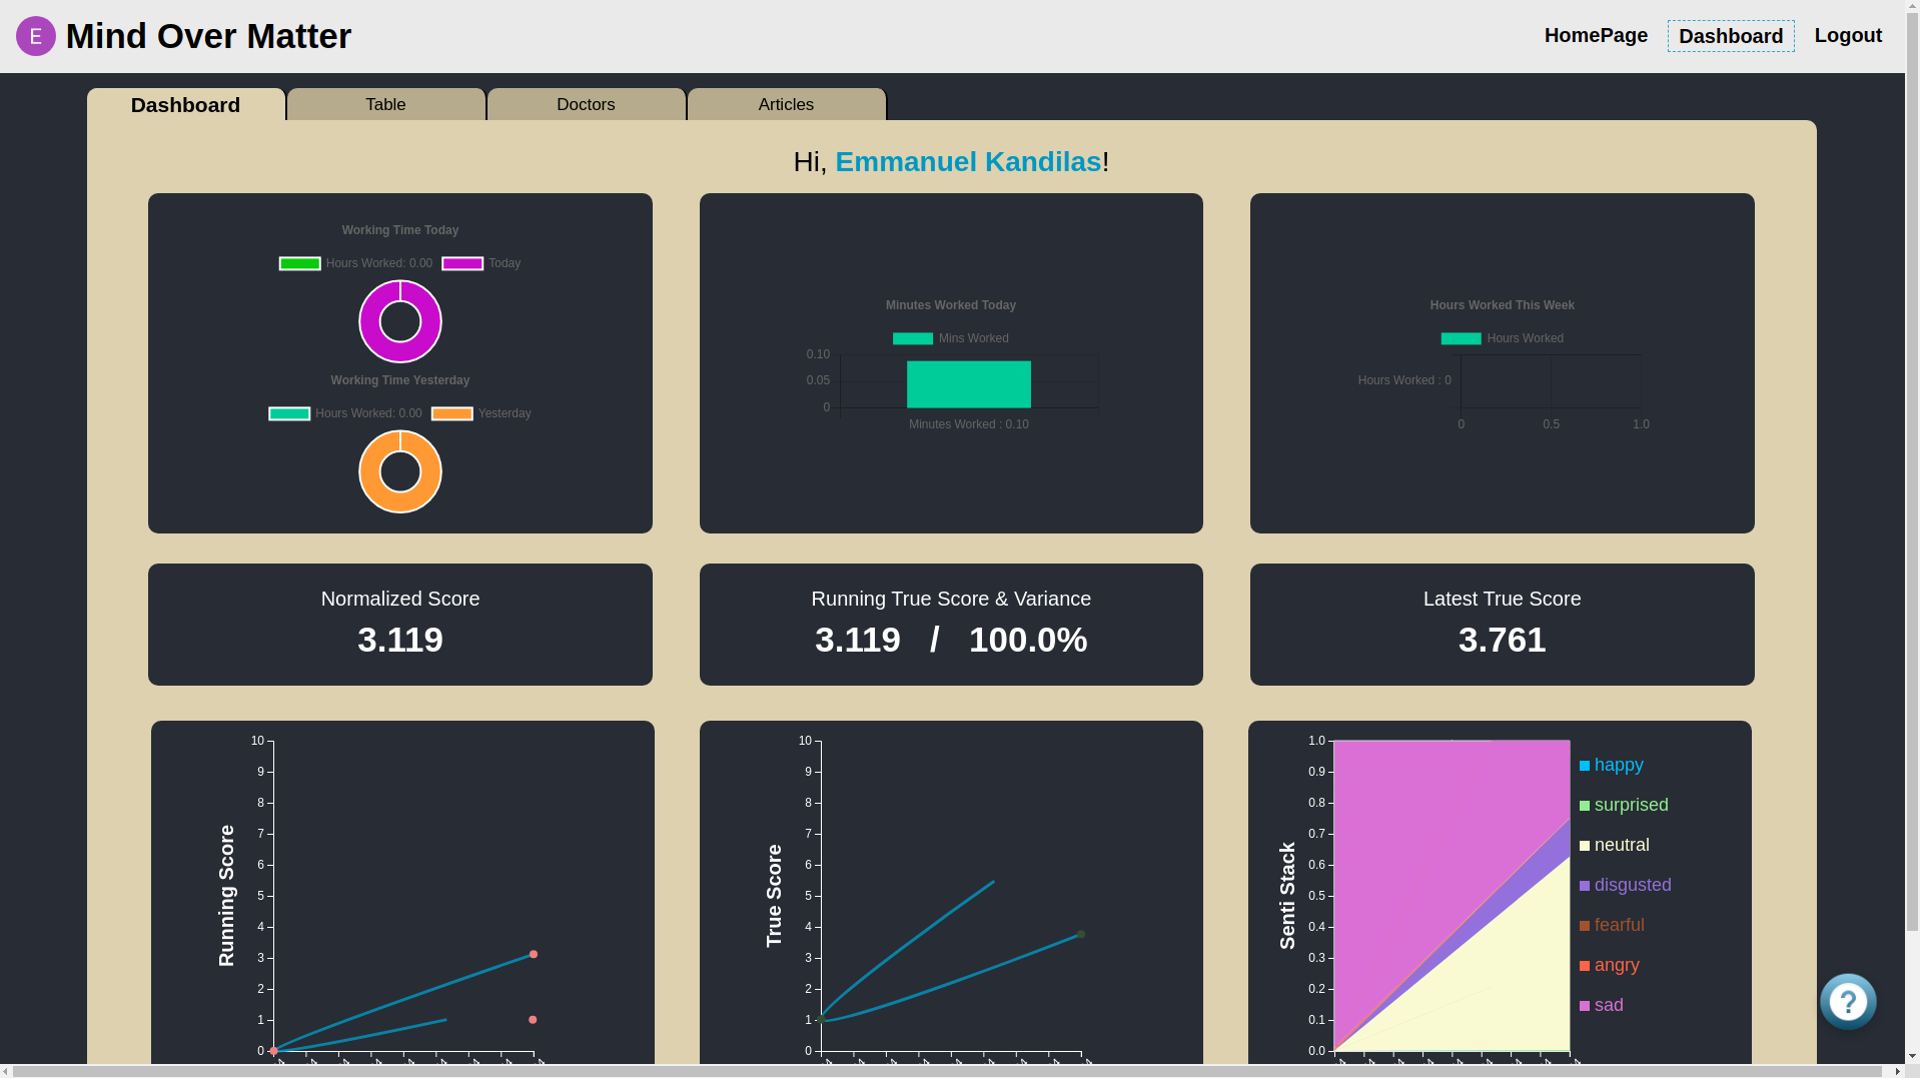 E Mind Over Matter HomePage Dashboard Logout
Dashboard Table Doctors Articles
Hi, Emmanuel Kandilas!
Working Time Today
Hours Worked: 0.00 Today
Working Time Yesterday
Hours Worked: 0.00 Yesterday
Minutes Worked Today
Mins Worked
0.10
0.05
0
Minutes Worked : 0.10
Hours Worked This Week
Hours Worked
Hours Worked : 0
0 0.5 1.0
Normalized Score
3.119
Running True Score & Variance
3.119 / 100.0%
Latest True Score
3.761
Running Score
10
9
8
7
6
5
4
3
2
1
0
True Score
10
9
8
7
6
5
4
3
2
1
0
Senti Stack
1.0
0.9
0.8
0.7
0.6
0.5
0.4
0.3
0.2
0.1
0.0
happy
surprised
neutral
disgusted
fearful
angry
sad
?